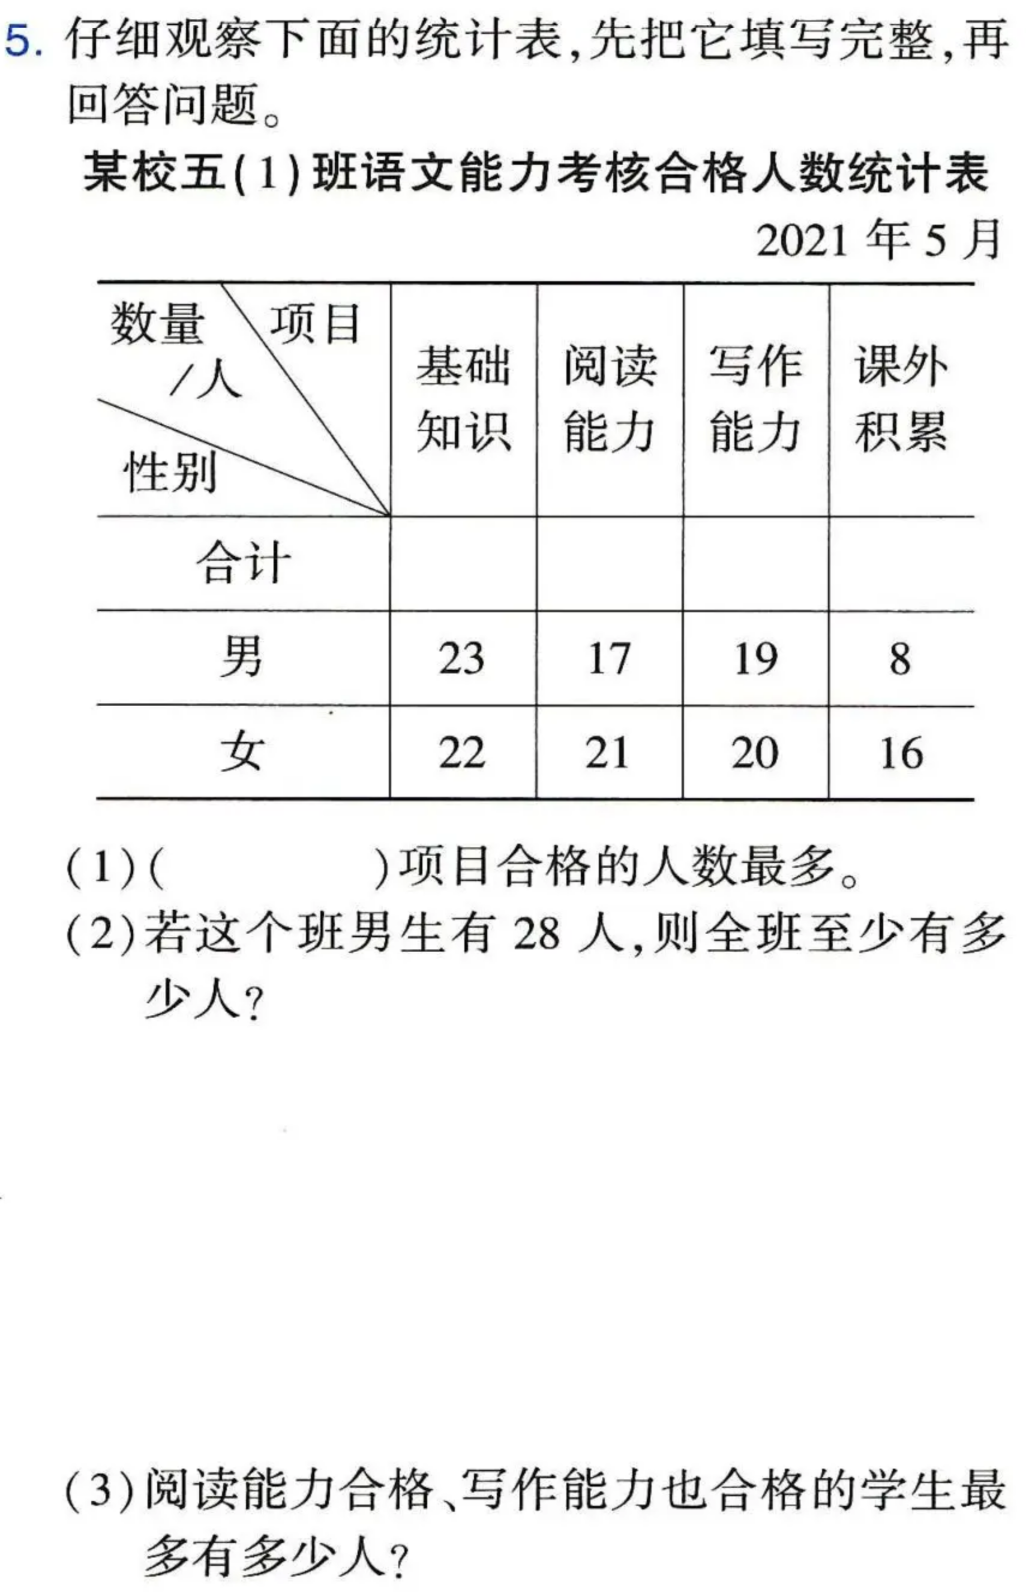 5. 仔细观察下面的统计表,先把它填写完整,再
回答问题。
某校五(1)班语文能力考核合格人数统计表
2021 年 5 月
数量/人 项目 性别 基础知识 阅读能力 写作能力 课外积累
合计
男 23 17 19 8
女 22 21 20 16
(1)( )项目合格的人数最多。
(2)若这个班男生有 28 人,则全班至少有多
少人?
(3)阅读能力合格、写作能力也合格的学生最
多有多少人?